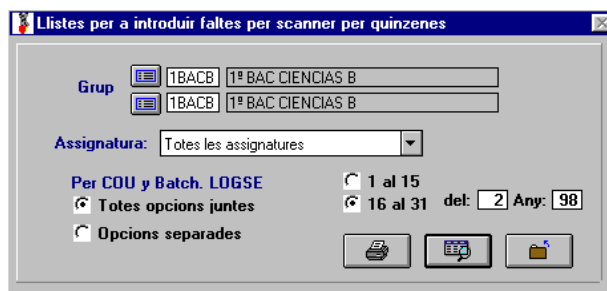 Llistes per a introduir faltes per scanner per quinzenes
Grup 1BACB 1º BAC CIENCIAS B
1BACB 1º BAC CIENCIAS B
Assignatura: Totes les assignatures
Per COU y Batch. LOGSE
Totes opcions juntes
Opcions separades
1 al 15
16 al 31 del: 2 Any: 98